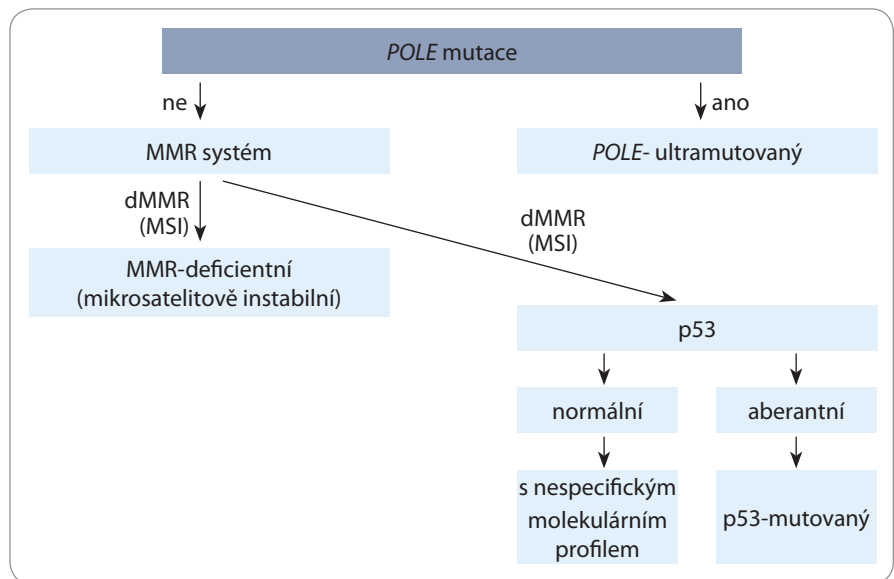 POLE mutace
ne
ano
MMR systém
POLE- ultramutovaný
dMMR
(MSI)
dMMR
(MSI)
MMR-deficientní
(mikrosatelitově instabilní)
p53
normální
aberantní
s nespecifickým
molekulárním
profilem
p53-mutovaný